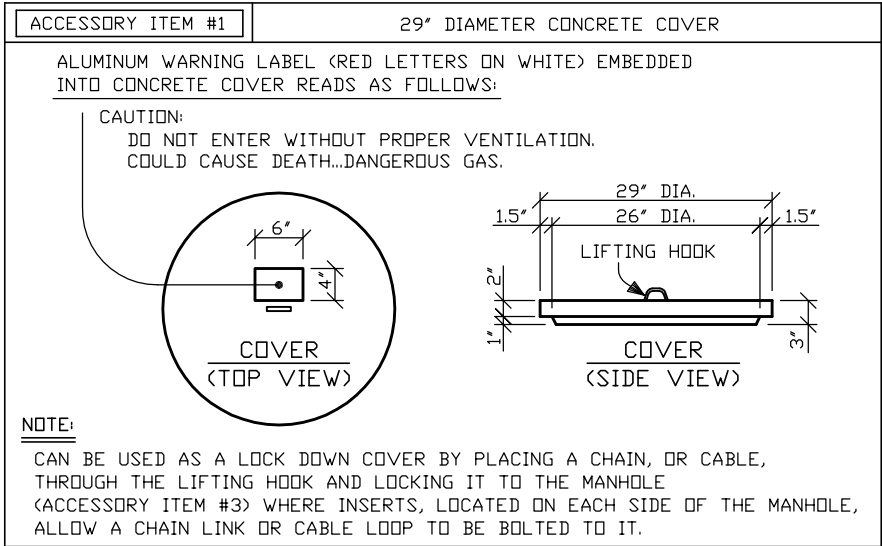 ACCESSORY ITEM #1
29" DIAMETER CONCRETE COVER
ALUMINUM WARNING LABEL (RED LETTERS ON WHITE) EMBEDDED
INTO CONCRETE COVER READS AS FOLLOWS:
CAUTION:
DO NOT ENTER WITHOUT PROPER VENTILATION.
COULD CAUSE DEATH...DANGEROUS GAS.
6"
4"
COVER
(TOP VIEW)
29" DIA.
1.5"
26" DIA.
1.5"
LIFTING HOOK
2"
1"
3"
COVER
(SIDE VIEW)
NOTE:
CAN BE USED AS A LOCK DOWN COVER BY PLACING A CHAIN, OR CABLE,
THROUGH THE LIFTING HOOK AND LOCKING IT TO THE MANHOLE
(ACCESSORY ITEM #3) WHERE INSERTS, LOCATED ON EACH SIDE OF THE MANHOLE,
ALLOW A CHAIN LINK OR CABLE LOOP TO BE BOLTED TO IT.